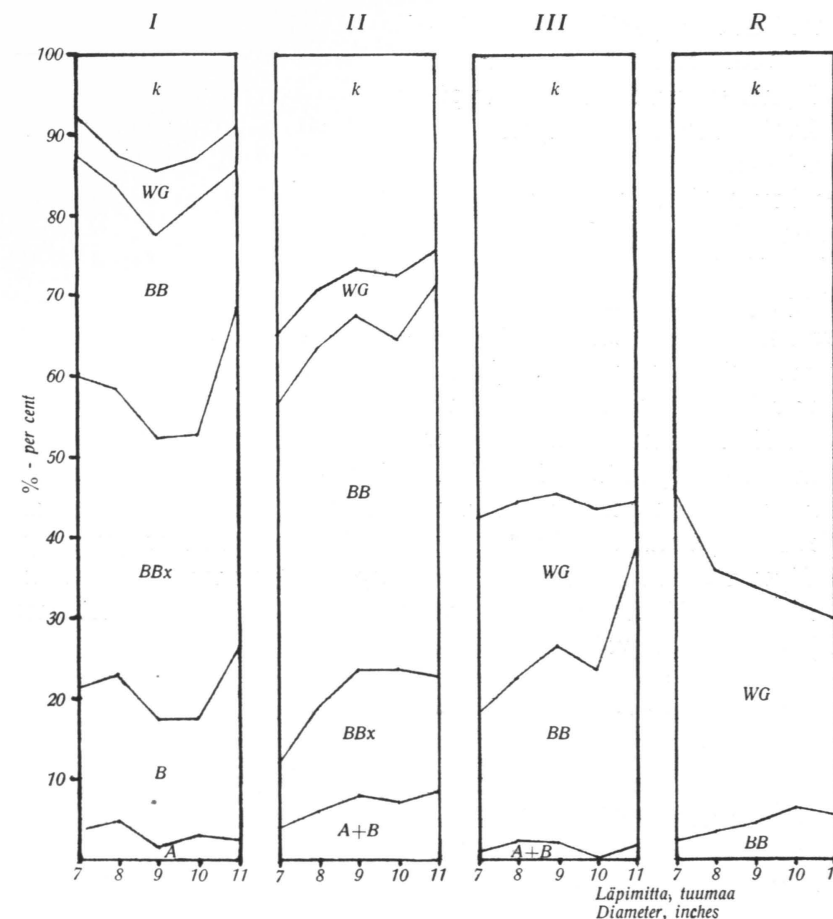 I II III R
100
90
80
70
60
50
40
30
20
10
% - per cent
k
WG
BB
BBx
B
A
k
WG
BB
BBx
A+B
k
WG
BB
A+B
k
WG
BB
7 8 9 10 11 7 8 9 10 11 7 8 9 10 11 7 8 9 10 11
Läpimitta, tuumaa
Diameter, inches